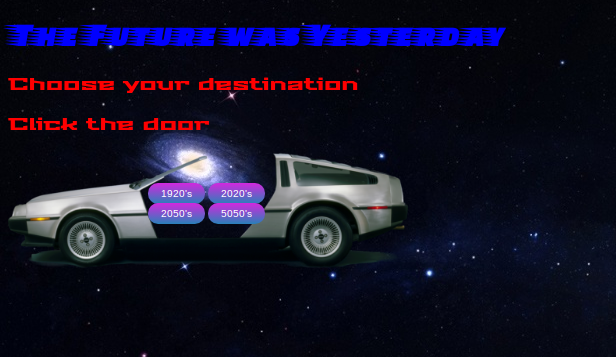 The Future was Yesterday
Choose your destination
Click the door
1920's 2020's
2050's 5050's